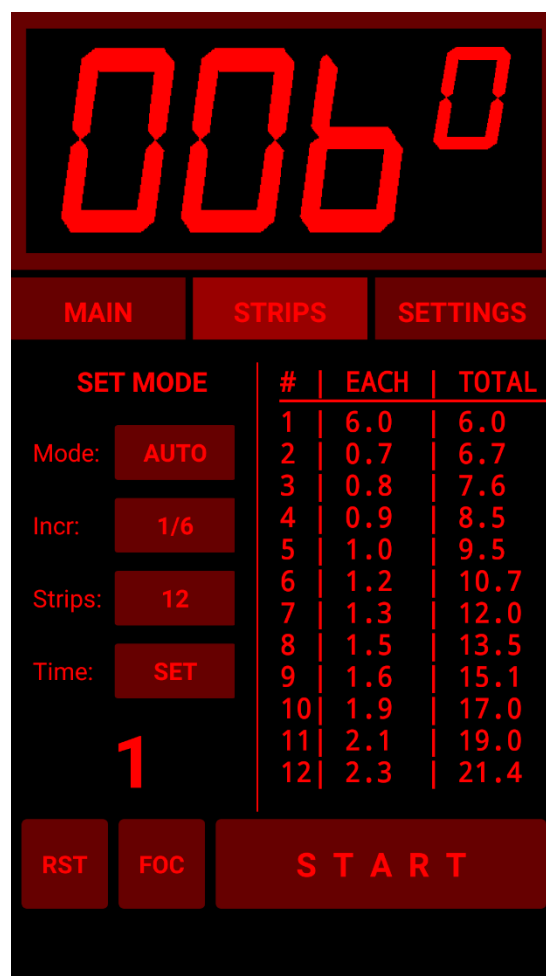 00b0
MAIN STRIPS SETTINGS
SET MODE
Mode: AUTO
Incr: 1/6
Strips: 12
Time: SET
1
# | EACH | TOTAL
1 | 6.0 | 6.0
2 | 0.7 | 6.7
3 | 0.8 | 7.6
4 | 0.9 | 8.5
5 | 1.0 | 9.5
6 | 1.2 | 10.7
7 | 1.3 | 12.0
8 | 1.5 | 13.5
9 | 1.6 | 15.1
10| 1.9 | 17.0
11| 2.1 | 19.0
12| 2.3 | 21.4
RST FOC START